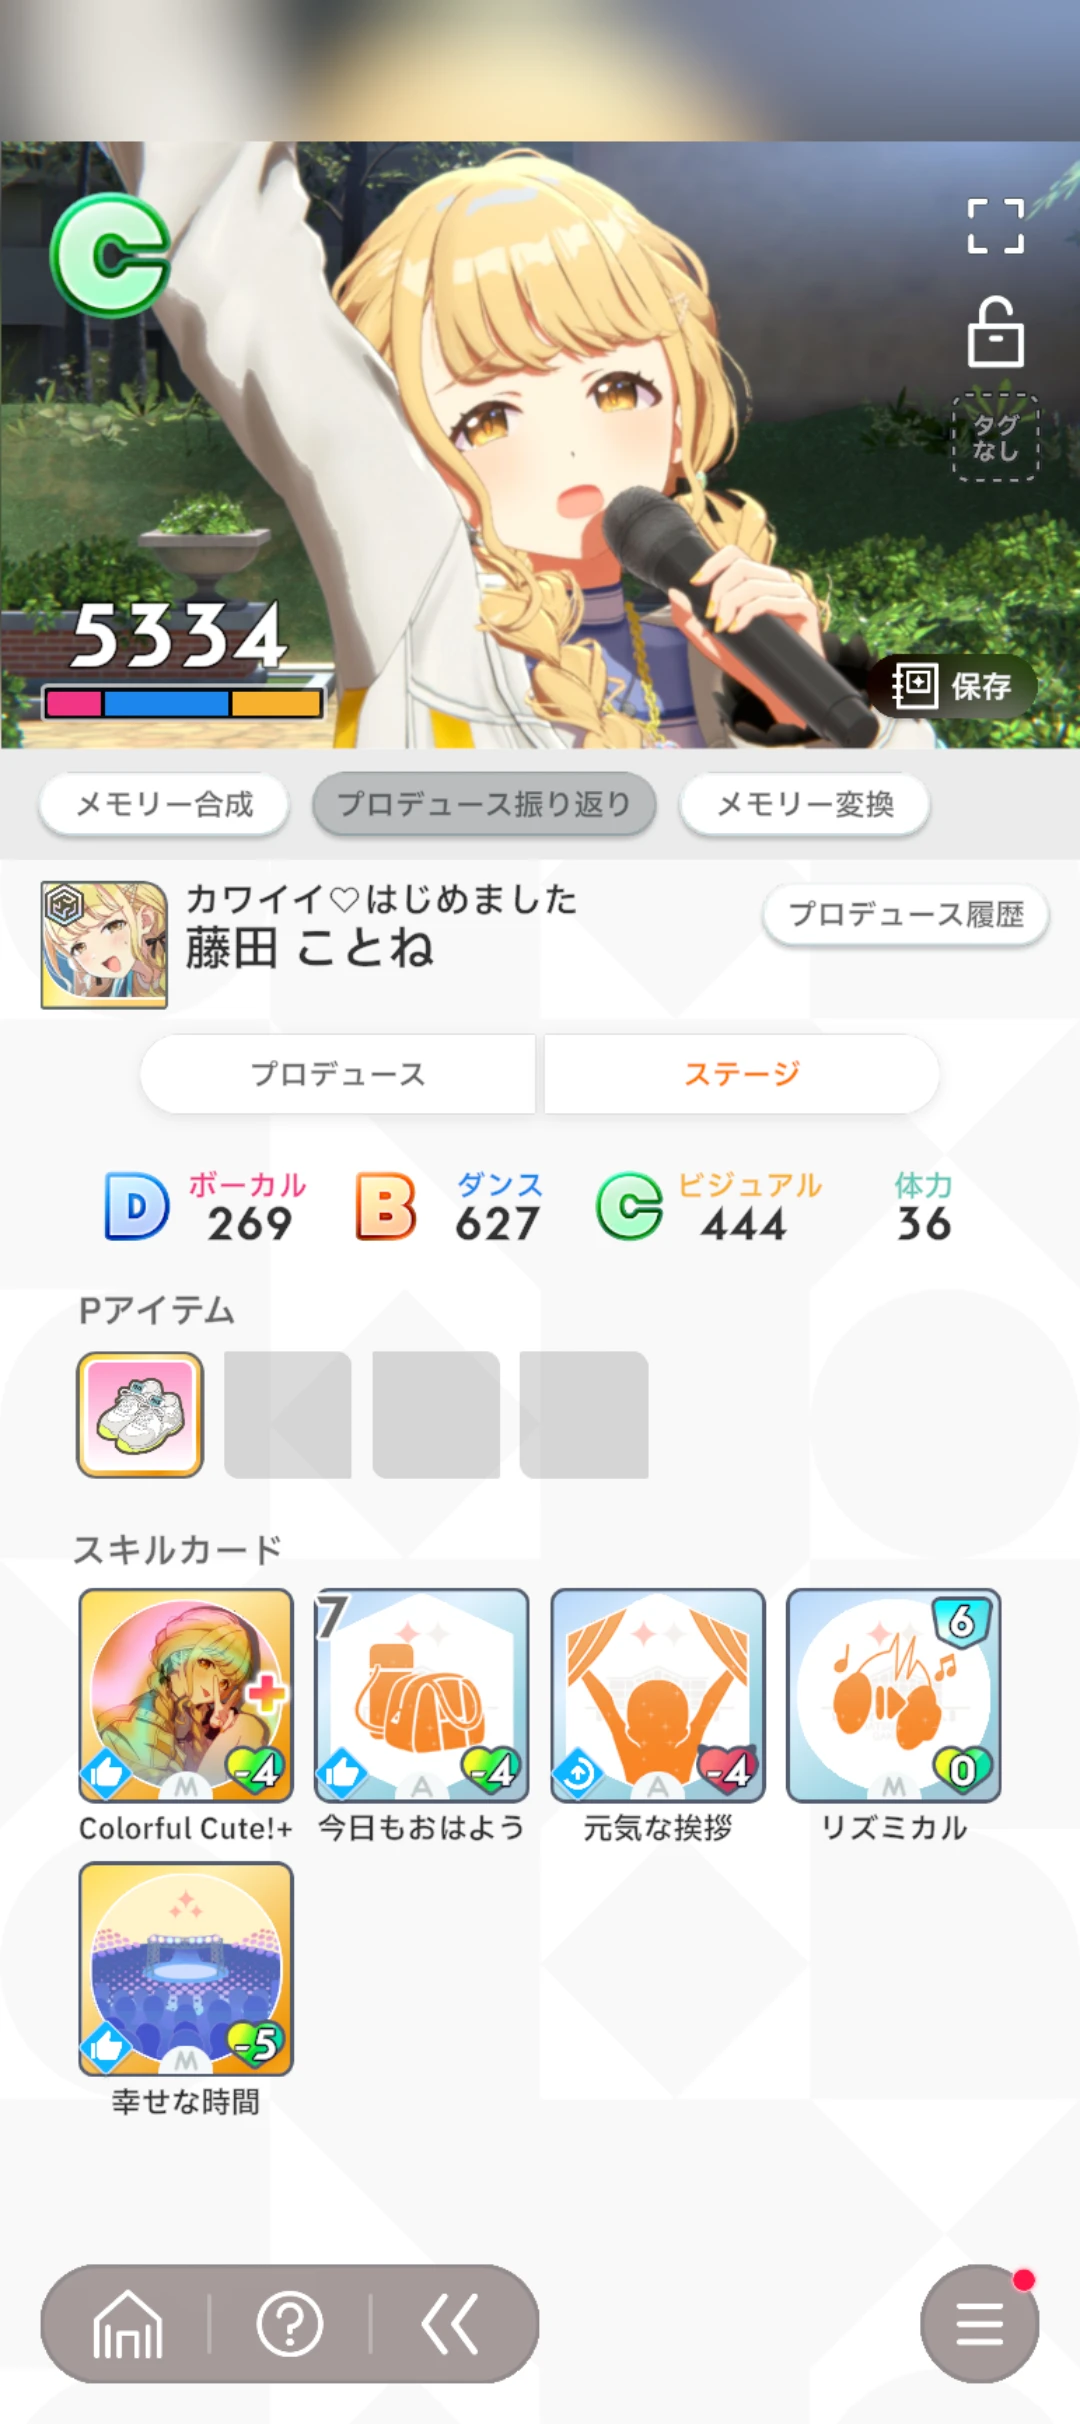 C
タグ
なし
5334
保存
メモリー合成
プロデュース振り返り
メモリー変換
カワイイ♡はじめました
藤田 ことね
プロデュース履歴
プロデュース
ステージ
D ボーカル 269
B ダンス 627
C ビジュアル 444
体力 36
Pアイテム
スキルカード
M -4
7 A -4
A -4
6 M 0
Colorful Cute!+
今日もおはよう
元気な挨拶
リズミカル
M -5
幸せな時間